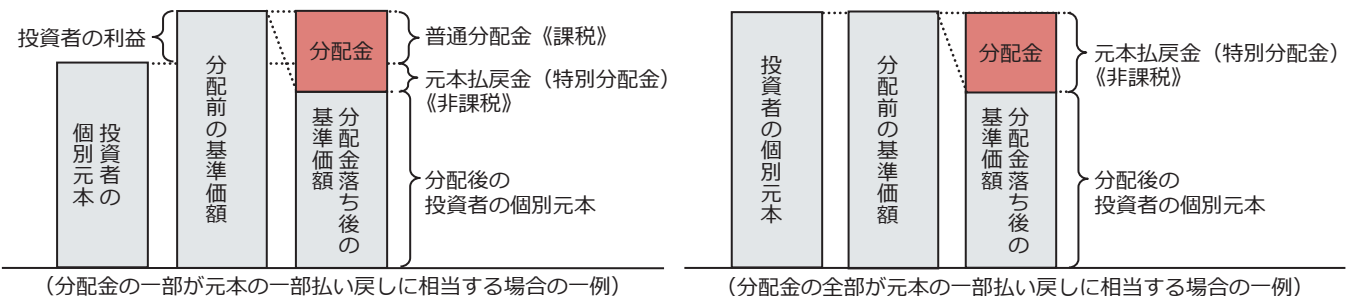 投資者の利益
投資者の
個別元本
分配前の基準価額
分配金
分配金落ち後の
基準価額
普通分配金《課税》
元本払戻金（特別分配金）
《非課税》
分配後の
投資者の個別元本
（分配金の一部が元本の一部払い戻しに相当する場合の一例）
投資者の個別元本
分配前の基準価額
分配金
分配金落ち後の
基準価額
元本払戻金（特別分配金）
《非課税》
分配後の
投資者の個別元本
（分配金の全部が元本の一部払い戻しに相当する場合の一例）